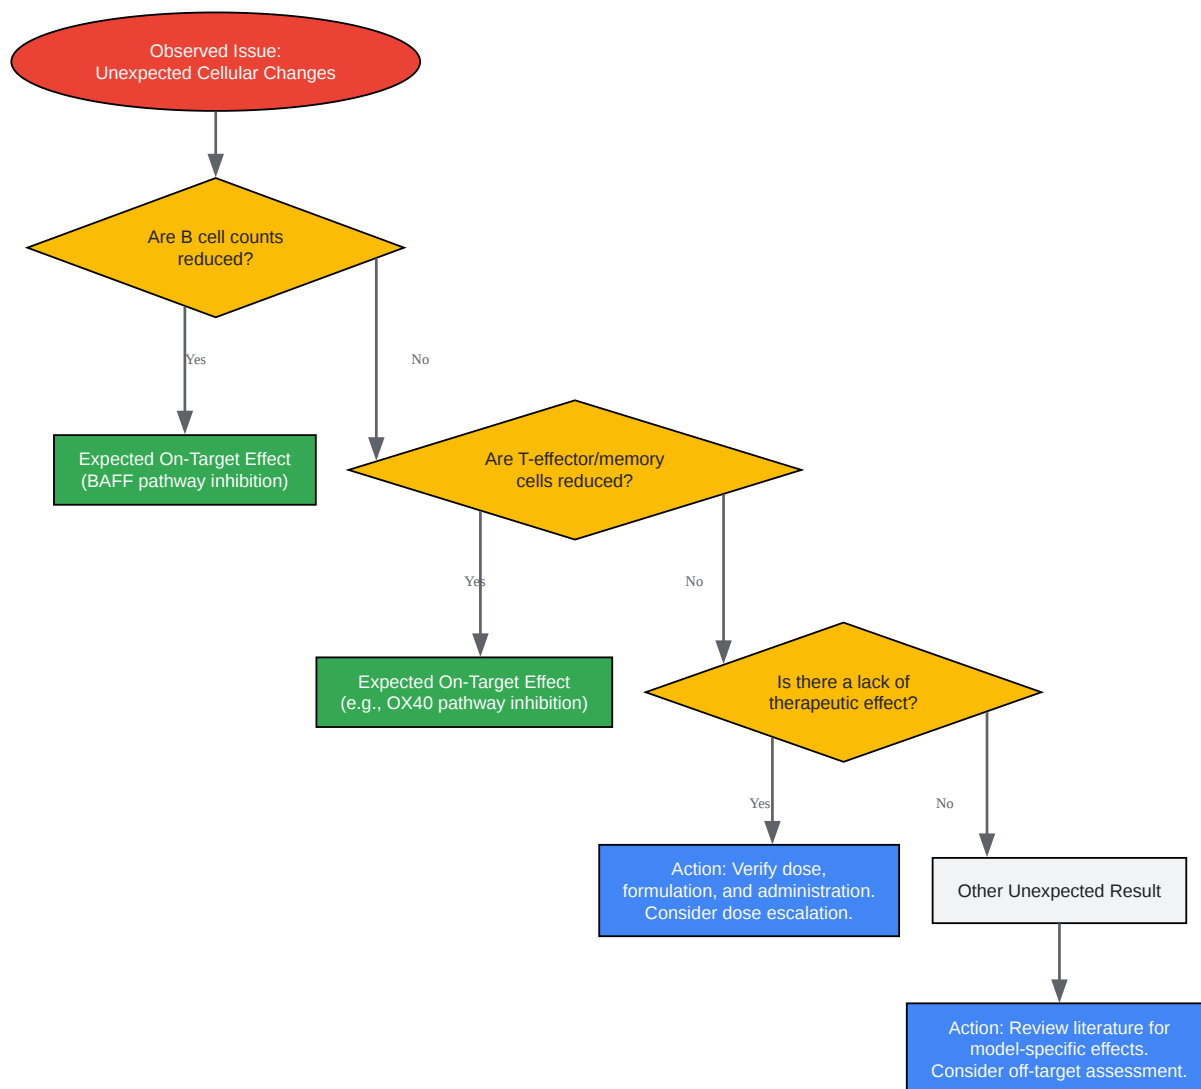 Observed Issue:
Unexpected Cellular Changes
Are B cell counts
reduced?
Yes
No
Expected On-Target Effect
(BAFF pathway inhibition)
Are T-effector/memory
cells reduced?
Yes
No
Expected On-Target Effect
(e.g., OX40 pathway inhibition)
Is there a lack of
therapeutic effect?
Yes
No
Action: Verify dose,
formulation, and administration.
Consider dose escalation.
Other Unexpected Result
Action: Review literature for
model-specific effects.
Consider off-target assessment.